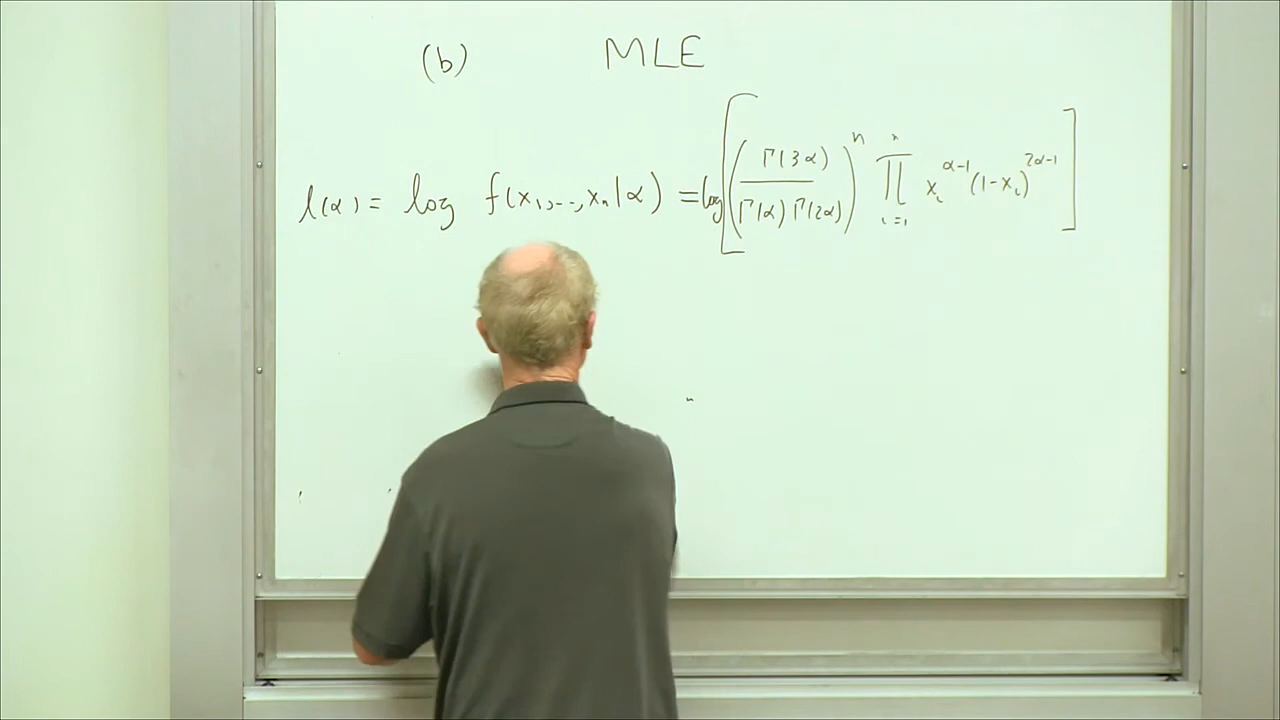 (b) MLE
l(α) = log f(x₁,--,xₙ|α) = log[(Γ(3α)/Γ(α)Γ(2α))ⁿ ∏ᵢ₌₁ⁿ xᵢ^(α-1) (1-xᵢ)^(2α-1)]